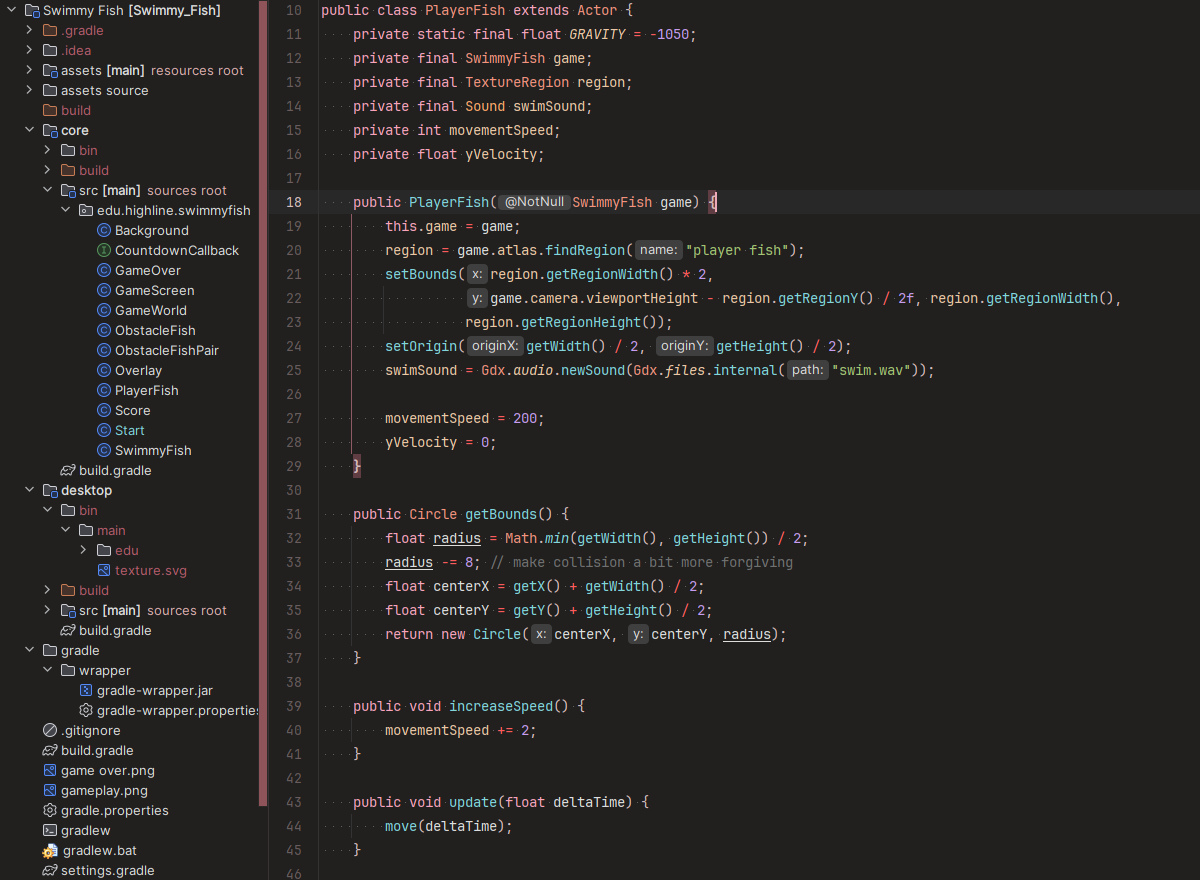 Swimmy Fish [Swimmy_Fish]
.gradle
.idea
assets [main] resources root
assets source
build
core
bin
build
src [main] sources root
edu.highline.swimmyfish
Background
CountdownCallback
GameOver
GameScreen
GameWorld
ObstacleFish
ObstacleFishPair
Overlay
PlayerFish
Score
Start
SwimmyFish
build.gradle
desktop
bin
main
edu
texture.svg
build
src [main] sources root
build.gradle
gradle
wrapper
gradle-wrapper.jar
gradle-wrapper.properties
.gitignore
build.gradle
game over.png
gameplay.png
gradle.properties
gradlew
gradlew.bat
settings.gradle
10 public class PlayerFish extends Actor {
11 private static final float GRAVITY = -1050;
12 private final SwimmyFish game;
13 private final TextureRegion region;
14 private final Sound swimSound;
15 private int movementSpeed;
16 private float yVelocity;
17
18 public PlayerFish(@NotNull SwimmyFish game) {
19 this.game = game;
20 region = game.atlas.findRegion(name: "player fish");
21 setBounds(x: region.getRegionWidth() * 2,
22 y: game.camera.viewportHeight - region.getRegionY() / 2f, region.getRegionWidth(),
23 region.getRegionHeight());
24 setOrigin(originX: getWidth() / 2, originY: getHeight() / 2);
25 swimSound = Gdx.audio.newSound(Gdx.files.internal(path: "swim.wav"));
26
27 movementSpeed = 200;
28 yVelocity = 0;
29 }
30
31 public Circle getBounds() {
32 float radius = Math.min(getWidth(), getHeight()) / 2;
33 radius -= 8; // make collision a bit more forgiving
34 float centerX = getX() + getWidth() / 2;
35 float centerY = getY() + getHeight() / 2;
36 return new Circle(x: centerX, y: centerY, radius);
37 }
38
39 public void increaseSpeed() {
40 movementSpeed += 2;
41 }
42
43 public void update(float deltaTime) {
44 move(deltaTime);
45 }
46